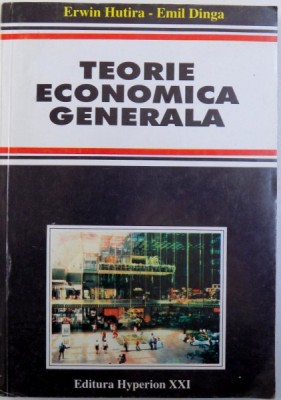 Erwin Hutira - Emil Dinga
TEORIE
ECONOMICA
GENERALA
Editura Hyperion XXI